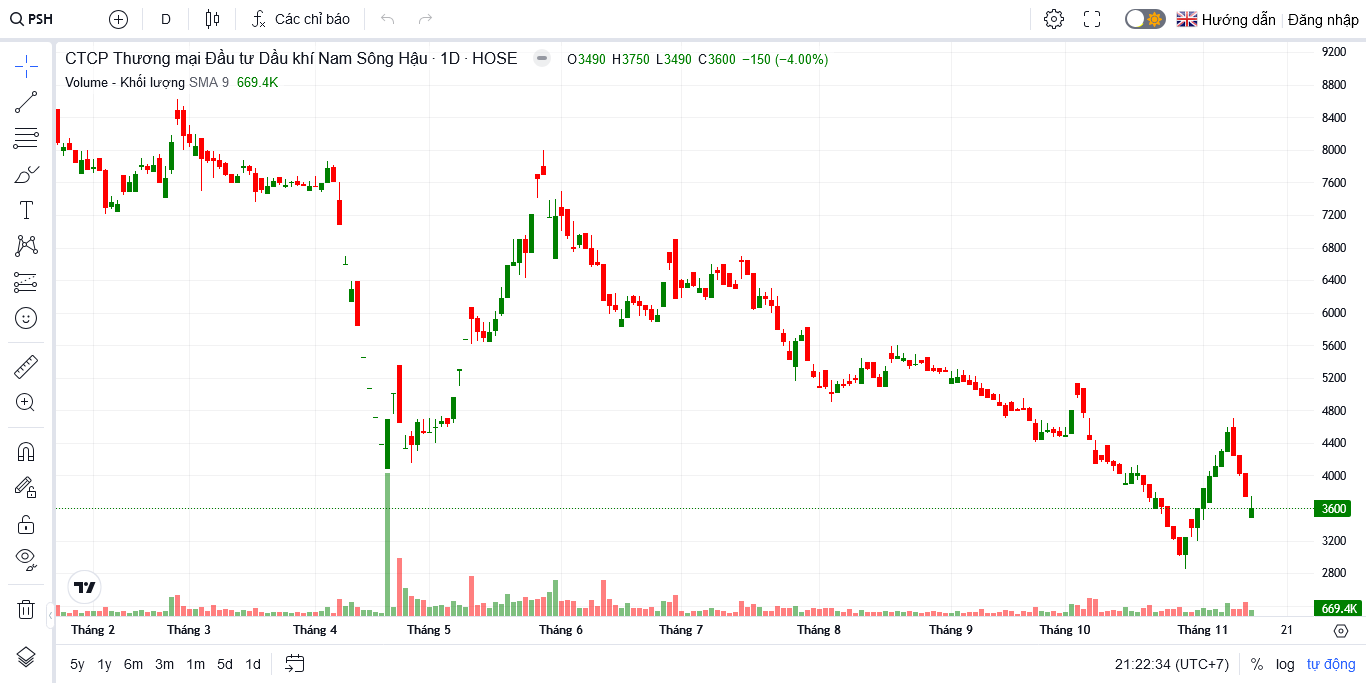 PSH D Các chỉ báo Hướng dẫn Đăng nhập
CTCP Thương mại Đầu tư Dầu khí Nam Sông Hậu · 1D · HOSE O3490 H3750 L3490 C3600 −150 (−4.00%)
Volume - Khối lượng SMA 9 669.4K
9200
8800
8400
8000
7600
7200
6800
6400
6000
5600
5200
4800
4400
4000
3600
3200
2800
669.4K
Tháng 2 Tháng 3 Tháng 4 Tháng 5 Tháng 6 Tháng 7 Tháng 8 Tháng 9 Tháng 10 Tháng 11 21
5y 1y 6m 3m 1m 5d 1d 21:22:34 (UTC+7) % log tự động